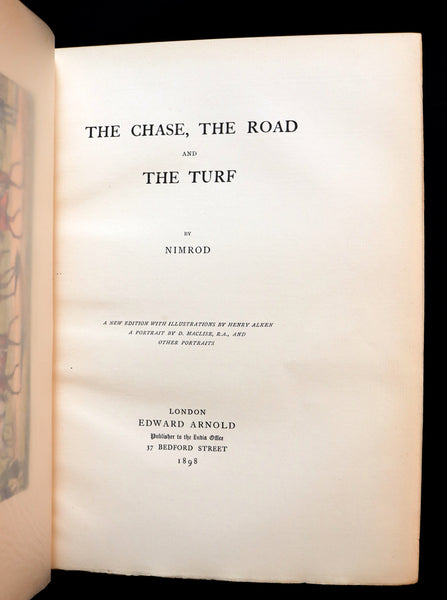 THE CHASE, THE ROAD
AND
THE TURF
BY
NIMROD
A NEW EDITION WITH ILLUSTRATIONS BY HENRY ALKEN
A PORTRAIT BY D. MACLISE, R.A., AND
OTHER PORTRAITS
LONDON
EDWARD ARNOLD
Publisher to the India Office
37 BEDFORD STREET
1898